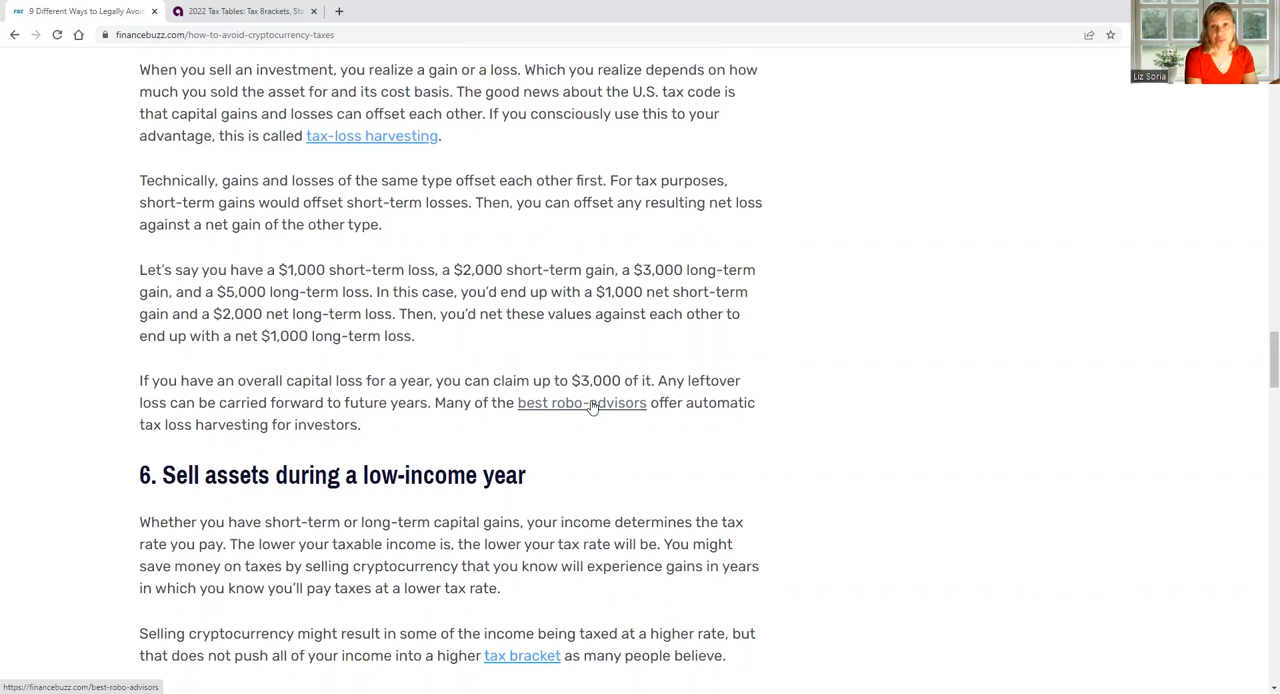 9 Different Ways to Legally Avoi
2022 Tax Tables: Tax Brackets, Sta
financebuzz.com/how-to-avoid-cryptocurrency-taxes
Liz Soria
When you sell an investment, you realize a gain or a loss. Which you realize depends on how
much you sold the asset for and its cost basis. The good news about the U.S. tax code is
that capital gains and losses can offset each other. If you consciously use this to your
advantage, this is called tax-loss harvesting.
Technically, gains and losses of the same type offset each other first. For tax purposes,
short-term gains would offset short-term losses. Then, you can offset any resulting net loss
against a net gain of the other type.
Let's say you have a $1,000 short-term loss, a $2,000 short-term gain, a $3,000 long-term
gain, and a $5,000 long-term loss. In this case, you'd end up with a $1,000 net short-term
gain and a $2,000 net long-term loss. Then, you'd net these values against each other to
end up with a net $1,000 long-term loss.
If you have an overall capital loss for a year, you can claim up to $3,000 of it. Any leftover
loss can be carried forward to future years. Many of the best robo-advisors offer automatic
tax loss harvesting for investors.
6. Sell assets during a low-income year
Whether you have short-term or long-term capital gains, your income determines the tax
rate you pay. The lower your taxable income is, the lower your tax rate will be. You might
save money on taxes by selling cryptocurrency that you know will experience gains in years
in which you know you'll pay taxes at a lower tax rate.
Selling cryptocurrency might result in some of the income being taxed at a higher rate, but
that does not push all of your income into a higher tax bracket as many people believe.
https://financebuzz.com/best-robo-advisors